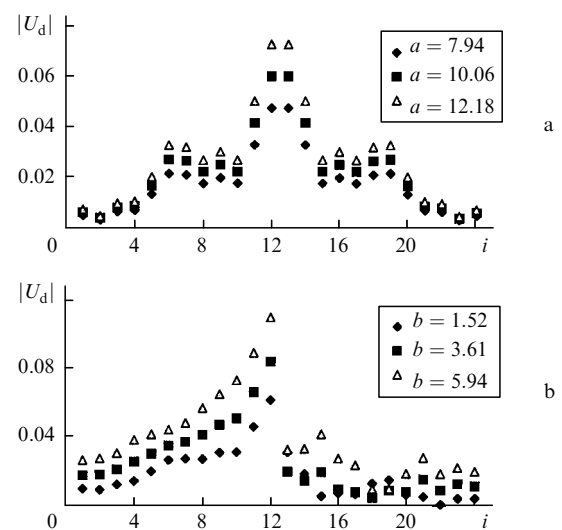 |U_d|
0.06
0.04
0.02
0 4 8 12 16 20 i
a = 7.94
a = 10.06
a = 12.18
a
|U_d|
0.08
0.04
0 4 8 12 16 20 i
b = 1.52
b = 3.61
b = 5.94
b